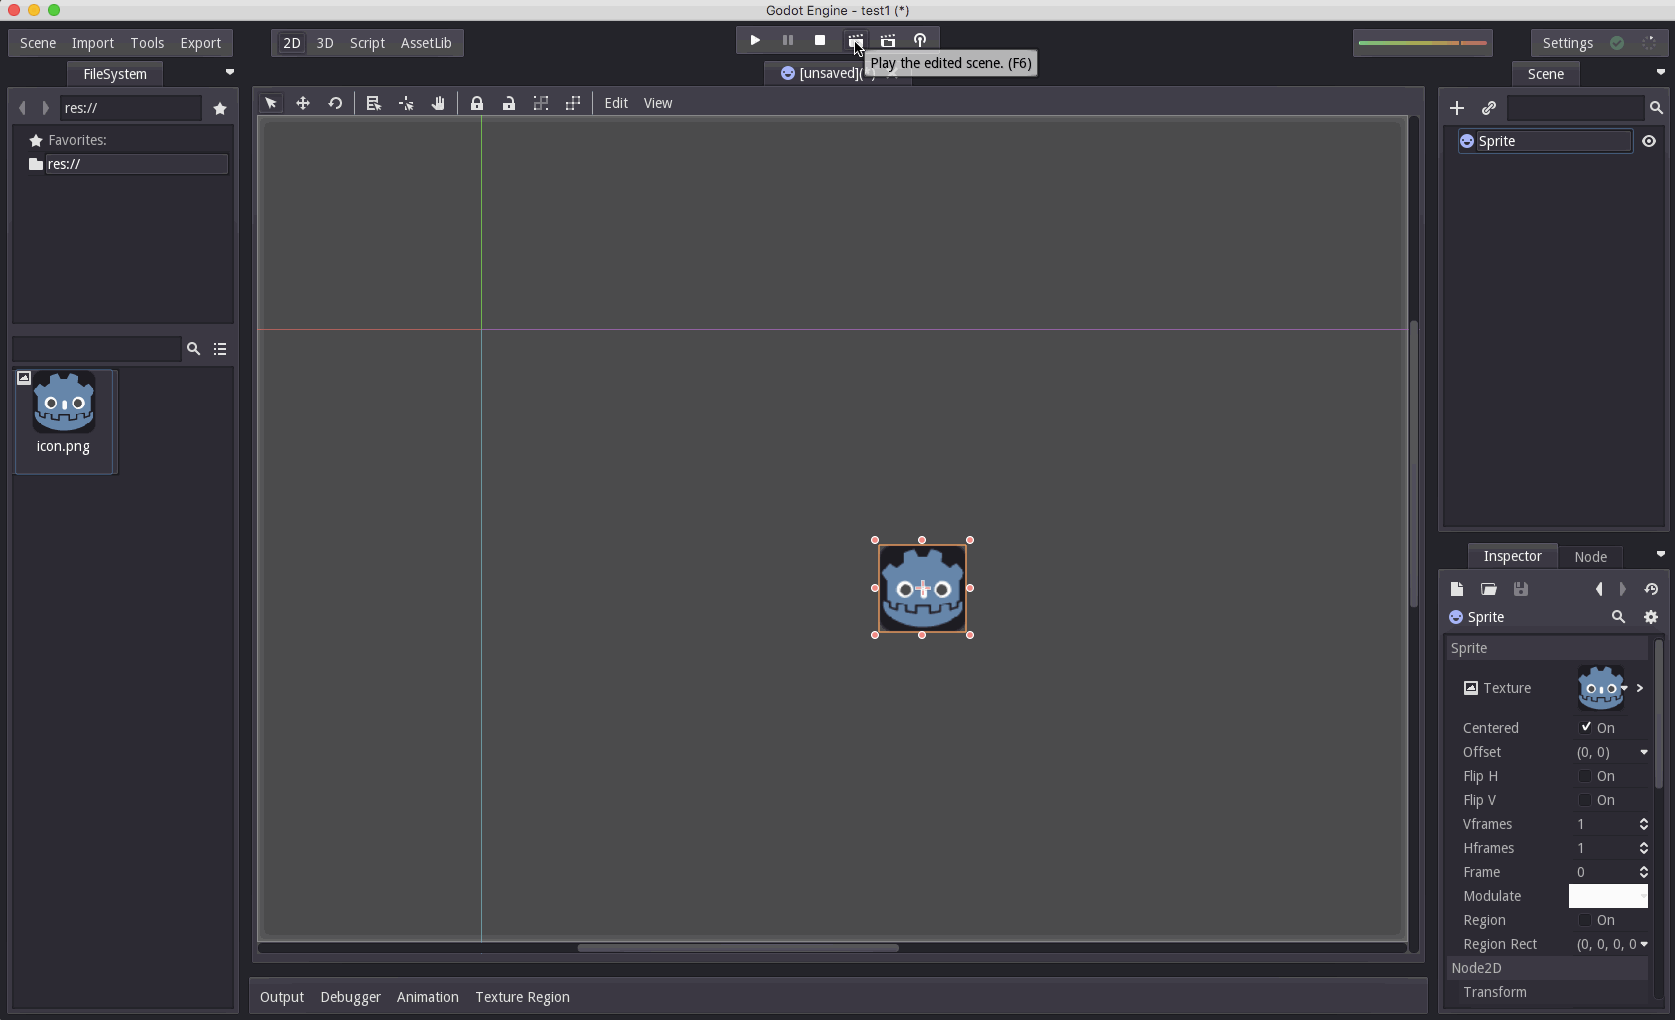 Godot Engine - test1 (*)
Scene Import Tools Export
2D 3D Script AssetLib
Settings
Play the edited scene. (F6)
FileSystem
[unsaved](
Scene
res://
Edit View
Favorites:
res://
icon.png
Sprite
Inspector Node
Sprite
Sprite
Texture
Centered On
Offset (0, 0)
Flip H On
Flip V On
Vframes 1
Hframes 1
Frame 0
Modulate
Region On
Region Rect (0, 0, 0, 0
Node2D
Transform
Output Debugger Animation Texture Region